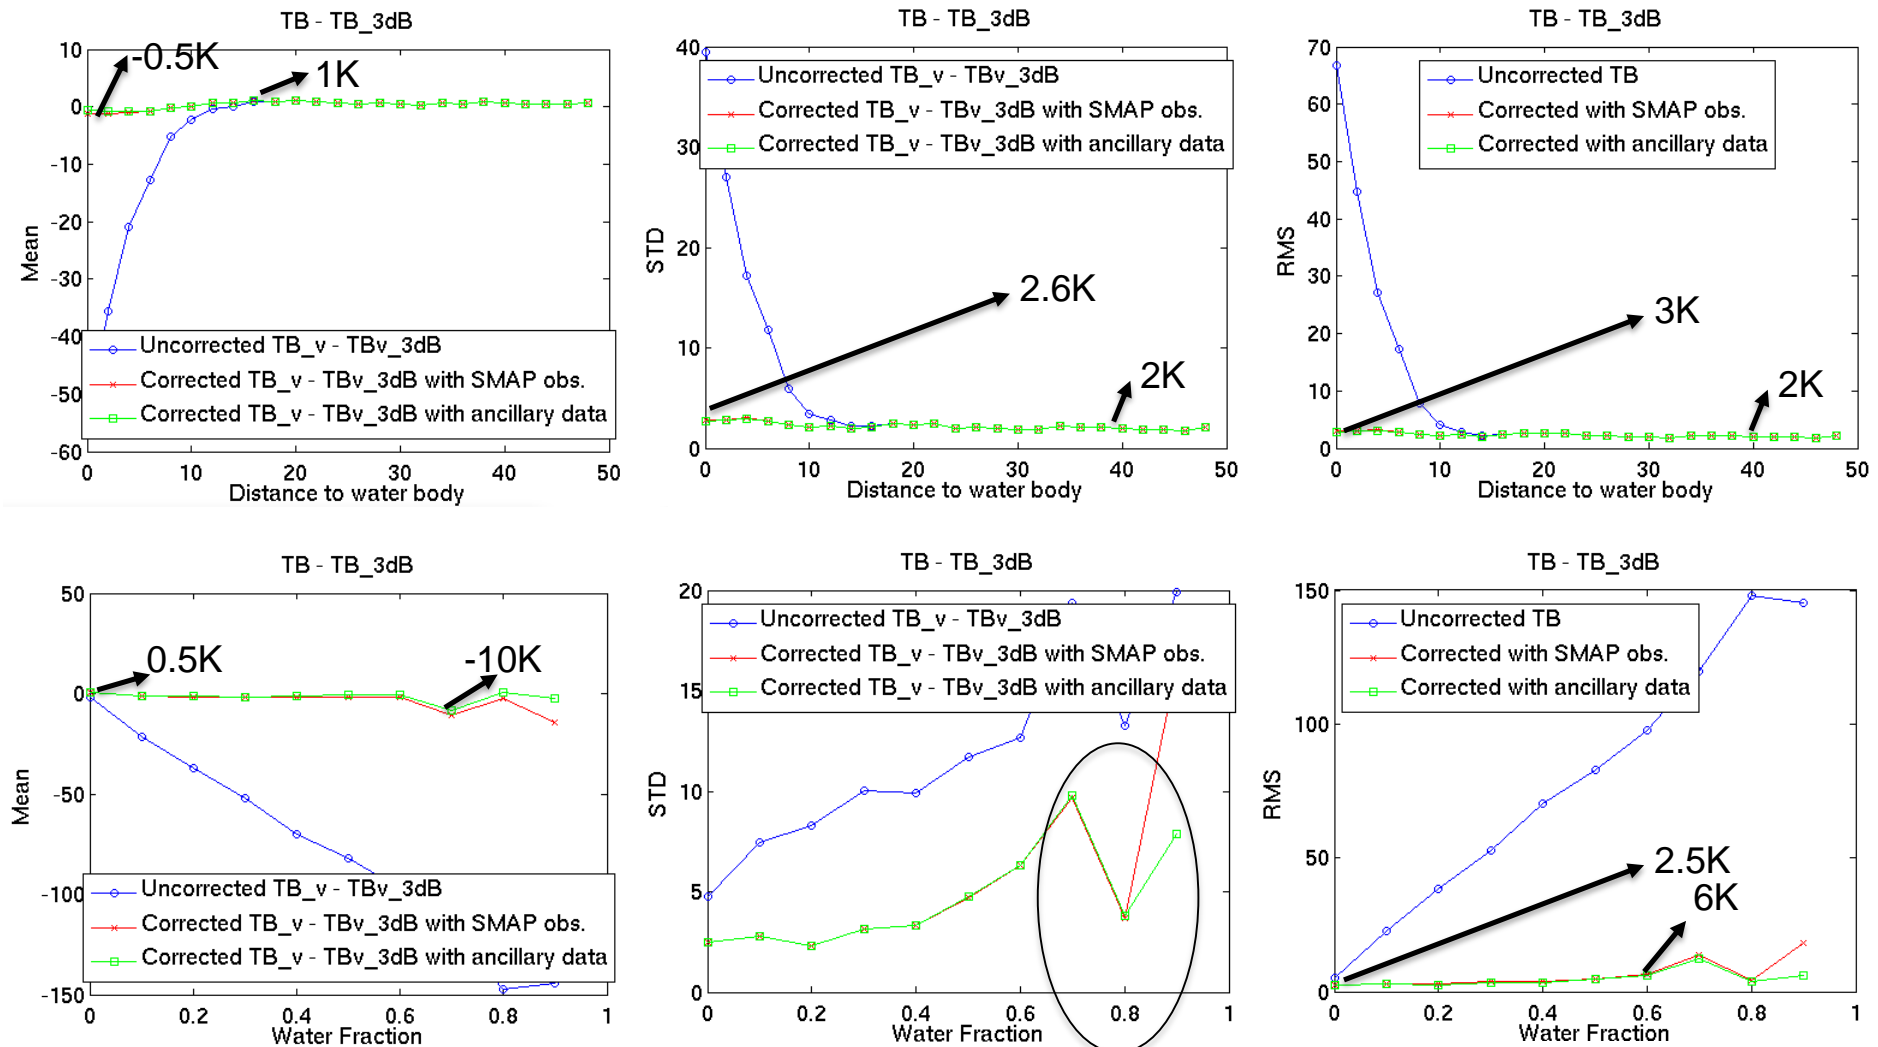 TB - TB_3dB
10
0
-10
-20
-30
-40
-50
-60
Mean
-0.5K
1K
Uncorrected TB_v - TBv_3dB
Corrected TB_v - TBv_3dB with SMAP obs.
Corrected TB_v - TBv_3dB with ancillary data
0 10 20 30 40 50
Distance to water body
TB - TB_3dB
40
30
20
10
0
STD
Uncorrected TB_v - TBv_3dB
Corrected TB_v - TBv_3dB with SMAP obs.
Corrected TB_v - TBv_3dB with ancillary data
2.6K
2K
0 10 20 30 40 50
Distance to water body
TB - TB_3dB
70
60
50
40
30
20
10
0
RMS
Uncorrected TB
Corrected with SMAP obs.
Corrected with ancillary data
3K
2K
0 10 20 30 40 50
Distance to water body
TB - TB_3dB
50
0
-50
-100
-150
Mean
0.5K
-10K
Uncorrected TB_v - TBv_3dB
Corrected TB_v - TBv_3dB with SMAP obs.
Corrected TB_v - TBv_3dB with ancillary data
0 0.2 0.4 0.6 0.8 1
Water Fraction
TB - TB_3dB
20
15
10
5
0
STD
Uncorrected TB_v - TBv_3dB
Corrected TB_v - TBv_3dB with SMAP obs.
Corrected TB_v - TBv_3dB with ancillary data
0 0.2 0.4 0.6 0.8 1
Water Fraction
TB - TB_3dB
150
100
50
0
RMS
Uncorrected TB
Corrected with SMAP obs.
Corrected with ancillary data
2.5K
6K
0 0.2 0.4 0.6 0.8 1
Water Fraction